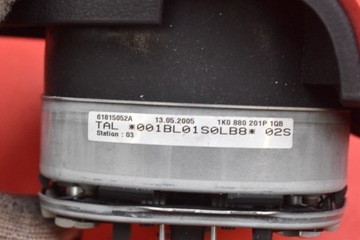 61815052A 13.05.2005 1K0 880 201P 1QB
TAL *001BL01S0LB8* 02S
Station : 03